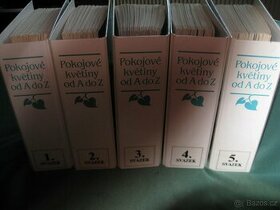 Pokojové
květiny
od A do Z
1.
SVAZEK
Pokojové
květiny
od A do Z
2.
SVAZEK
Pokojové
květiny
od A do Z
3.
SVAZEK
Pokojové
květiny
od A do Z
4.
SVAZEK
Pokojové
květiny
od A do Z
5.
SVAZEK
Bazoš.cz